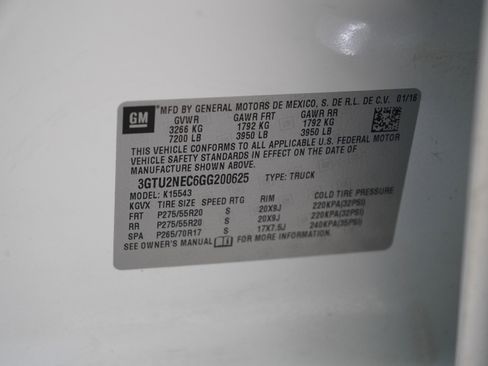 GM MFD BY GENERAL MOTORS DE MEXICO, S DE R.L. DE C.V. 01/16
GVWR GAWR FRT GAWR RR
3266 KG 1792 KG 1792 KG
7200 LB 3950 LB 3950 LB
THIS VEHICLE CONFORMS TO ALL APPLICABLE U.S. FEDERAL MOTOR
VEHICLE SAFETY STANDARDS IN EFFECT ON THE DATE OF
MANUFACTURE SHOWN ABOVE.
3GTU2NEC6GG200625 TYPE: TRUCK
MODEL: K15543
KGVX TIRE SIZE SPEED RTG RIM COLD TIRE PRESSURE
FRT P275/55R20 S 20X9J 220KPA(32PSI)
RR P275/55R20 S 20X9J 220KPA(32PSI)
SPA P265/70R17 S 17X7.5J 240KPA(35PSI)
SEE OWNER'S MANUAL FOR MORE INFORMATION.